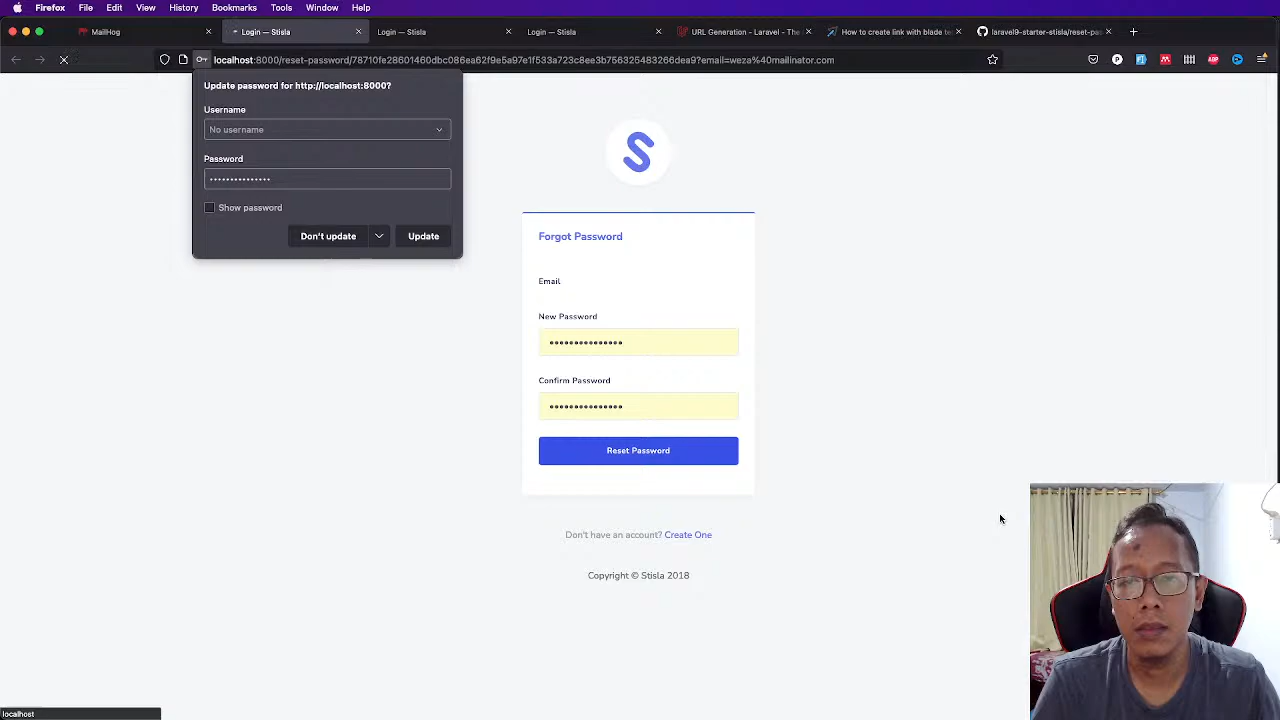 Firefox File Edit View History Bookmarks Tools Window Help
MailHog
Login — Stisla
Login — Stisla
Login — Stisla
URL Generation - Laravel - The
How to create link with blade te
laravel9-starter-stisla/reset-pas
localhost:8000/reset-password/78710fe28601460dbc086ea62f9e5a97e1f533a723c8ee3b756325483266dea9?email=weza%40mailinator.com
Update password for http://localhost:8000?
Username
No username
Password
Show password
Don't update
Update
S
Forgot Password
Email
New Password
Confirm Password
Reset Password
Don't have an account? Create One
Copyright © Stisla 2018
localhost